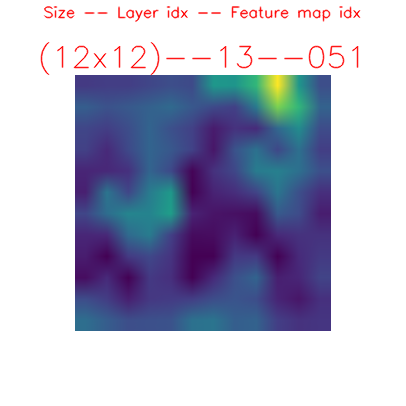 Size -- Layer idx -- Feature map idx
(12x12)--13--051